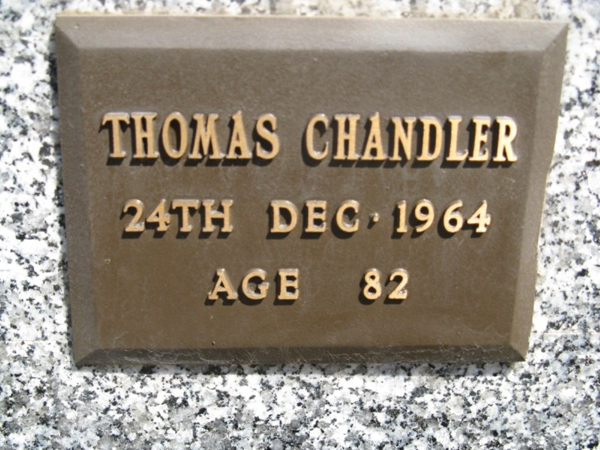 THOMAS CHANDLER
24TH DEC. 1964
AGE 82